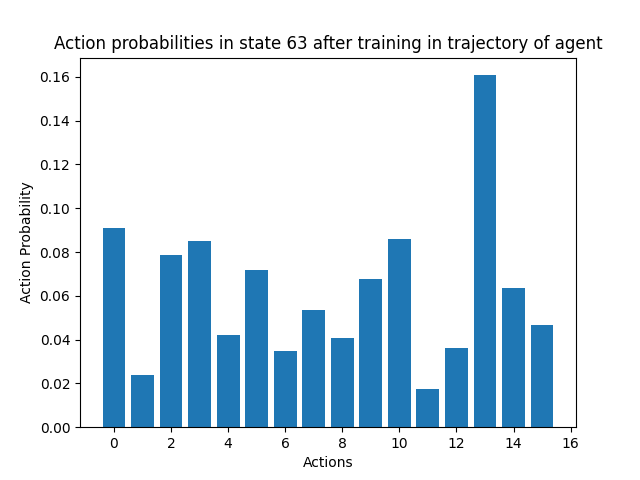 Action probabilities in state 63 after training in trajectory of agent
0.16
0.14
0.12
0.10
0.08
0.06
0.04
0.02
0.00
Action Probability
0 2 4 6 8 10 12 14 16
Actions